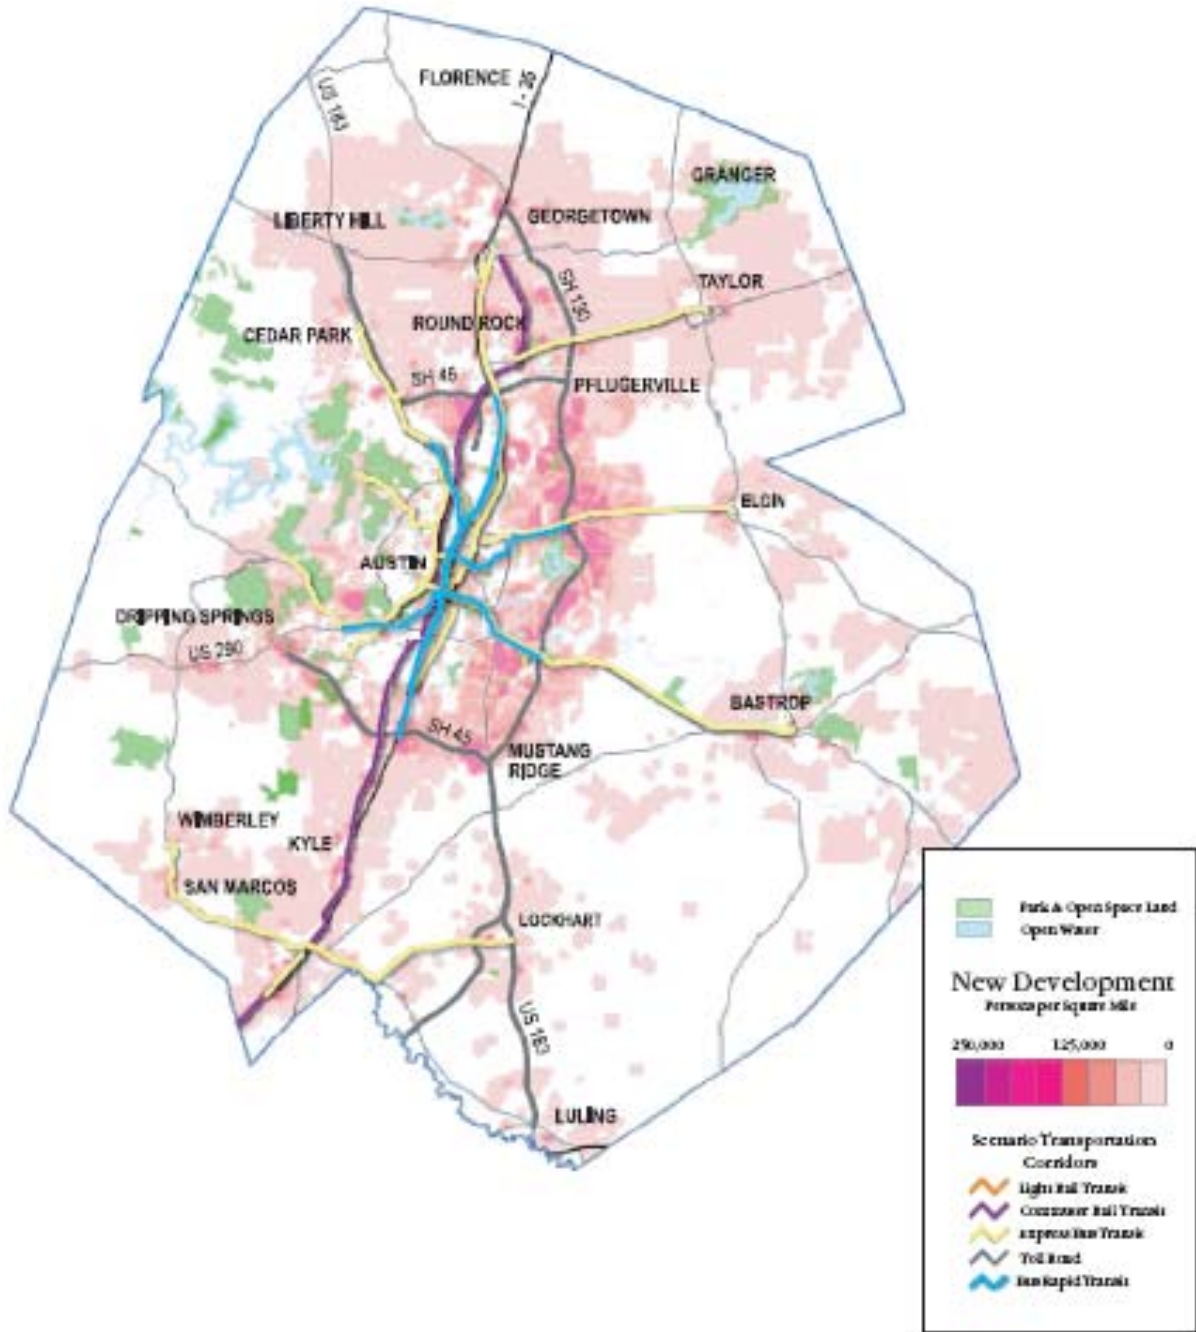 FLORENCE
I - 35
US 183
GRANGER
LIBERTY HILL
GEORGETOWN
TAYLOR
SH 130
CEDAR PARK
ROUND ROCK
SH 45
PFLUGERVILLE
ELGIN
AUSTIN
DRIPPING SPRINGS
US 290
BASTROP
SH 45
MUSTANG
RIDGE
WIMBERLEY
KYLE
SAN MARCOS
LOCKHART
US 183
LULING
Park & Open Space Land
Open Water
New Development
Persons per Square Mile
250,000 125,000 0
Scenario Transportation
Corridors
Light Rail Transit
Commuter Rail Transit
Express Bus Transit
Toll Road
Bus Rapid Transit